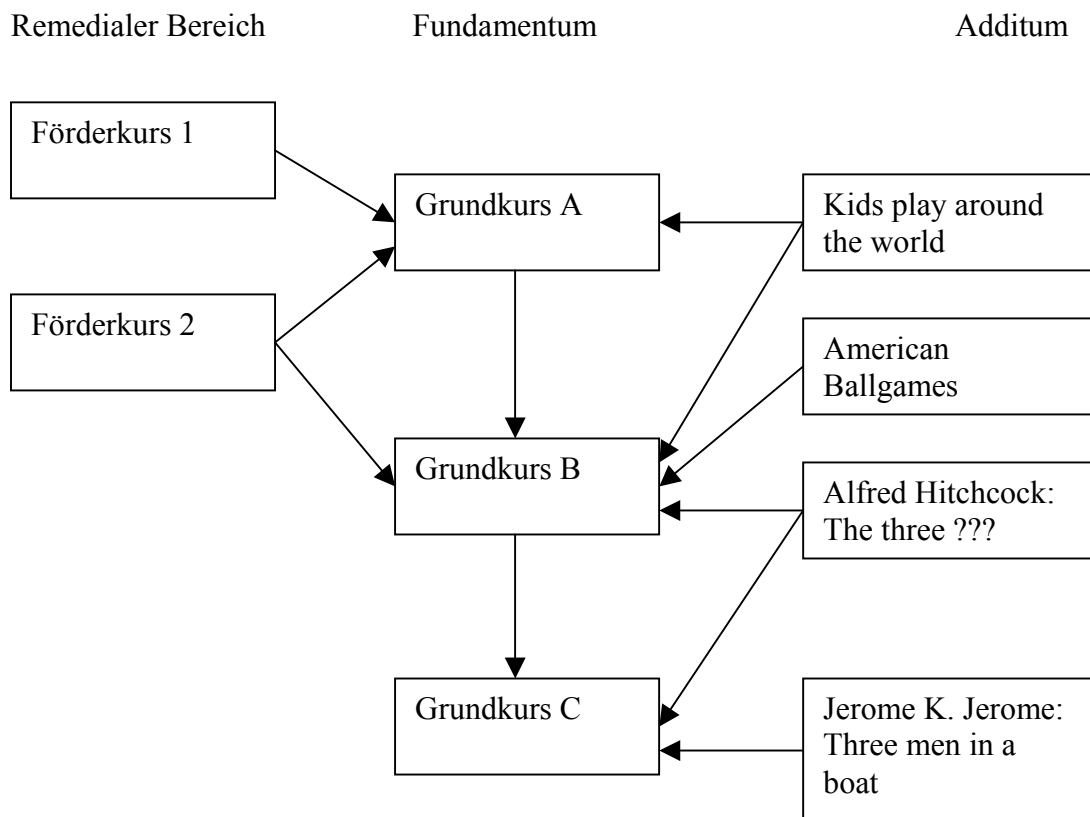 Remedialer Bereich
Fundamentum
Additum
Förderkurs 1
Grundkurs A
Kids play around
the world
Förderkurs 2
American
Ballgames
Grundkurs B
Alfred Hitchcock:
The three ???
Grundkurs C
Jerome K. Jerome:
Three men in a
boat